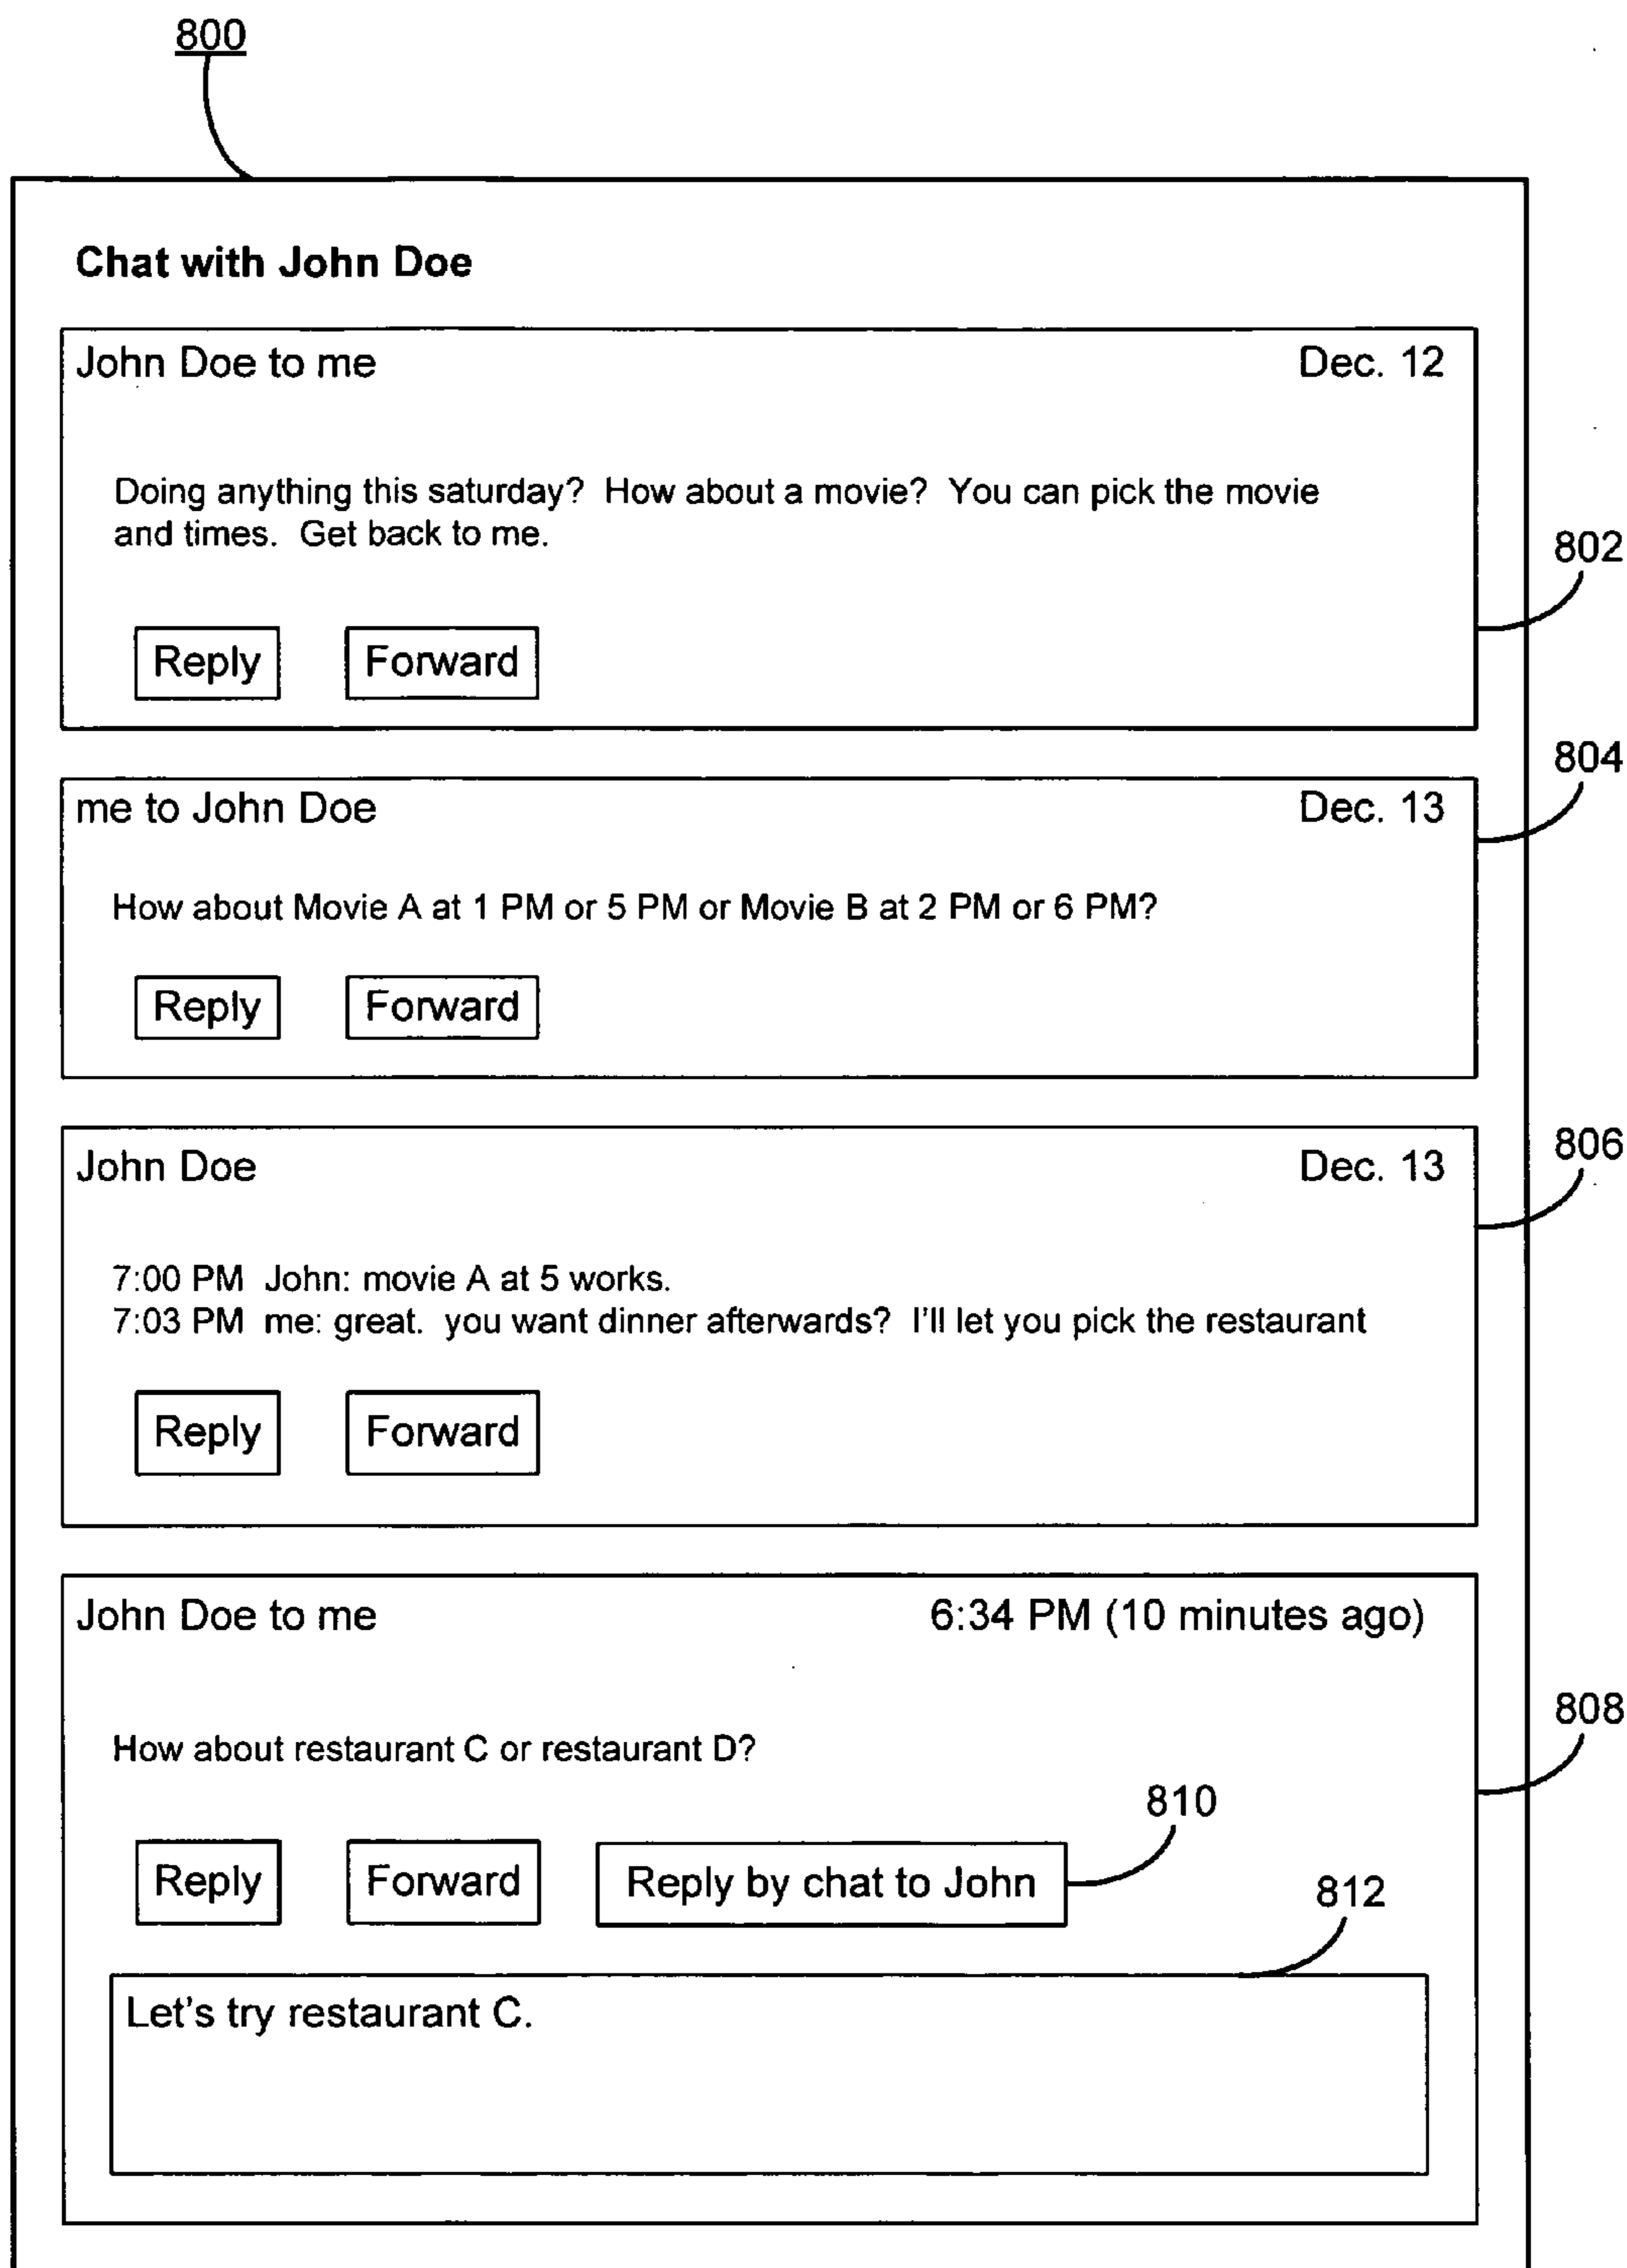 800
Chat with John Doe
John Doe to me Dec. 12
Doing anything this saturday? How about a movie? You can pick the movie
and times. Get back to me.
802
Reply Forward
804
me to John Doe Dec. 13
How about Movie A at 1 PM or 5 PM or Movie B at 2 PM or 6 PM?
Reply Forward
806
John Doe Dec. 13
7:00 PM John: movie A at 5 works.
7:03 PM me: great. you want dinner afterwards? I'll let you pick the restaurant
Reply Forward
John Doe to me 6:34 PM (10 minutes ago)
808
How about restaurant C or restaurant D?
810
Reply Forward Reply by chat to John
812
Let's try restaurant C.